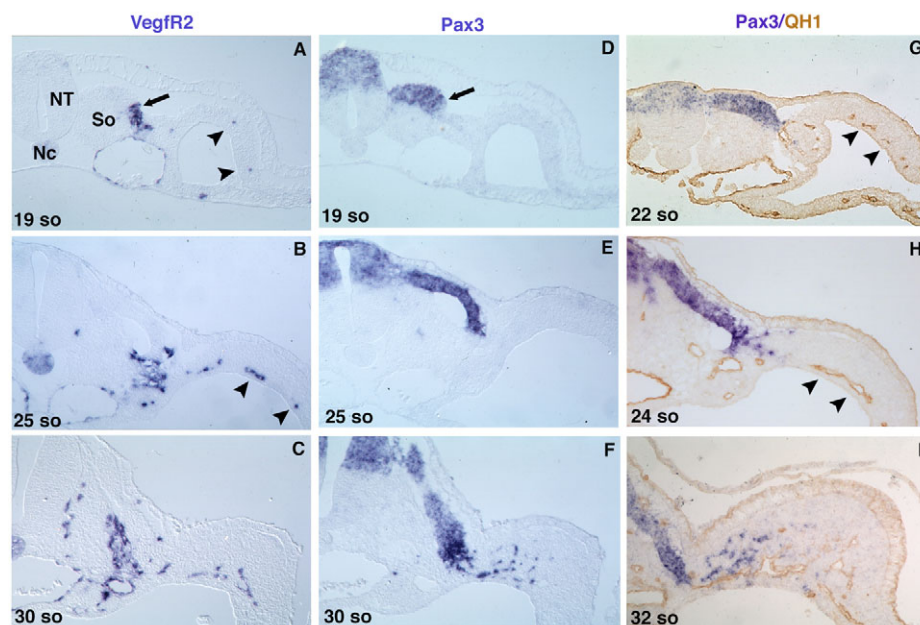 VegfR2
Pax3
Pax3/QH1
A
NT
So
Nc
19 so
D
19 so
G
22 so
B
25 so
E
25 so
H
24 so
C
30 so
F
30 so
I
32 so